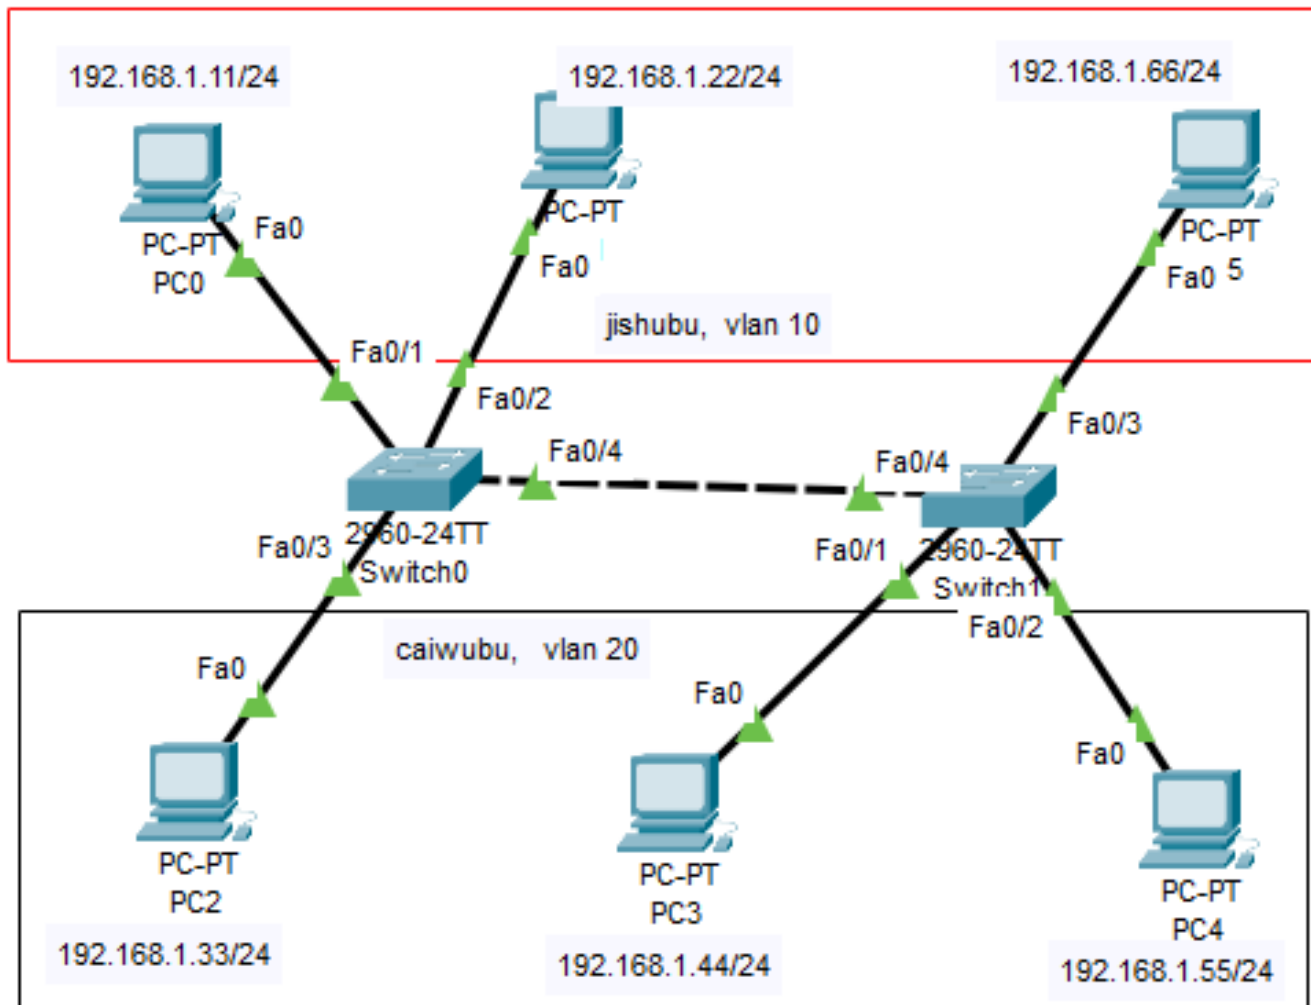 192.168.1.11/24
192.168.1.22/24
192.168.1.66/24
PC-PT
PC0
Fa0
PC-PT
Fa0
PC-PT
5
Fa0
jishubu, vlan 10
Fa0/1
Fa0/2
Fa0/3
Fa0/4
Fa0/4
2960-24TT
Switch0
Fa0/3
2960-24TT
Switch1
Fa0/1
Fa0/2
caiwubu, vlan 20
Fa0
Fa0
Fa0
PC-PT
PC2
PC-PT
PC3
PC-PT
PC4
192.168.1.33/24
192.168.1.44/24
192.168.1.55/24